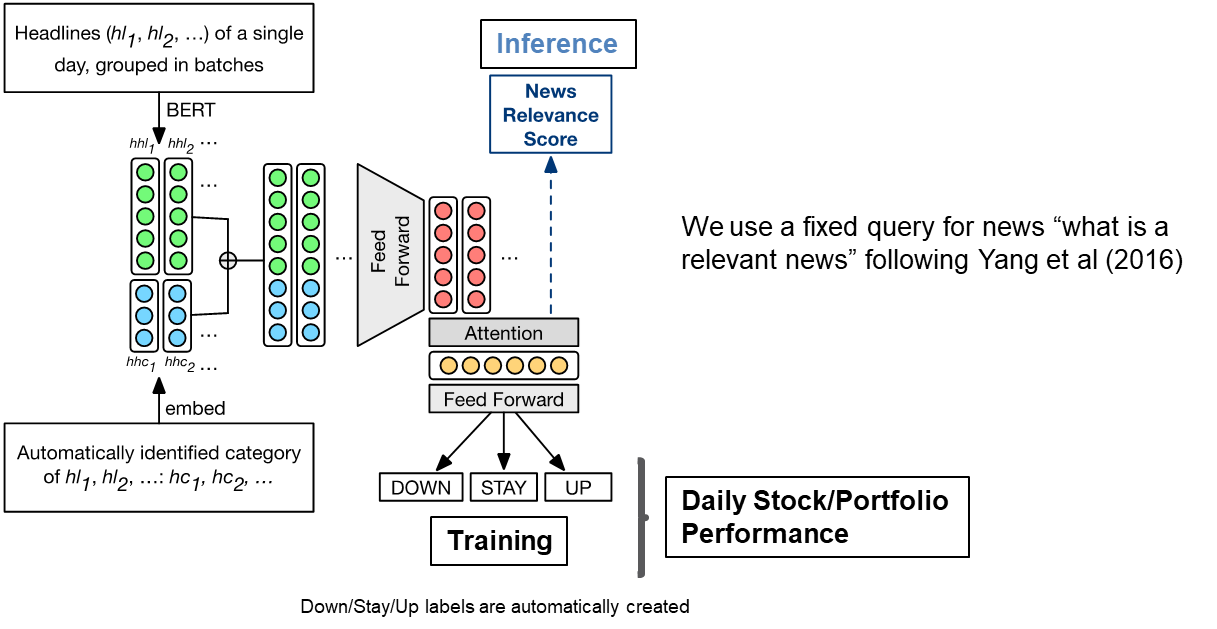 Headlines (hl1, hl2, ...) of a single
day, grouped in batches
BERT
hhl1 hhl2 ...
...
hhc1 hhc2 ...
...
embed
Automatically identified category
of hl1, hl2, ...: hc1, hc2, ...
...
Feed
Forward
...
Inference
News
Relevance
Score
Attention
Feed Forward
DOWN STAY UP
Training
Daily Stock/Portfolio
Performance
Down/Stay/Up labels are automatically created
We use a fixed query for news “what is a
relevant news” following Yang et al (2016)